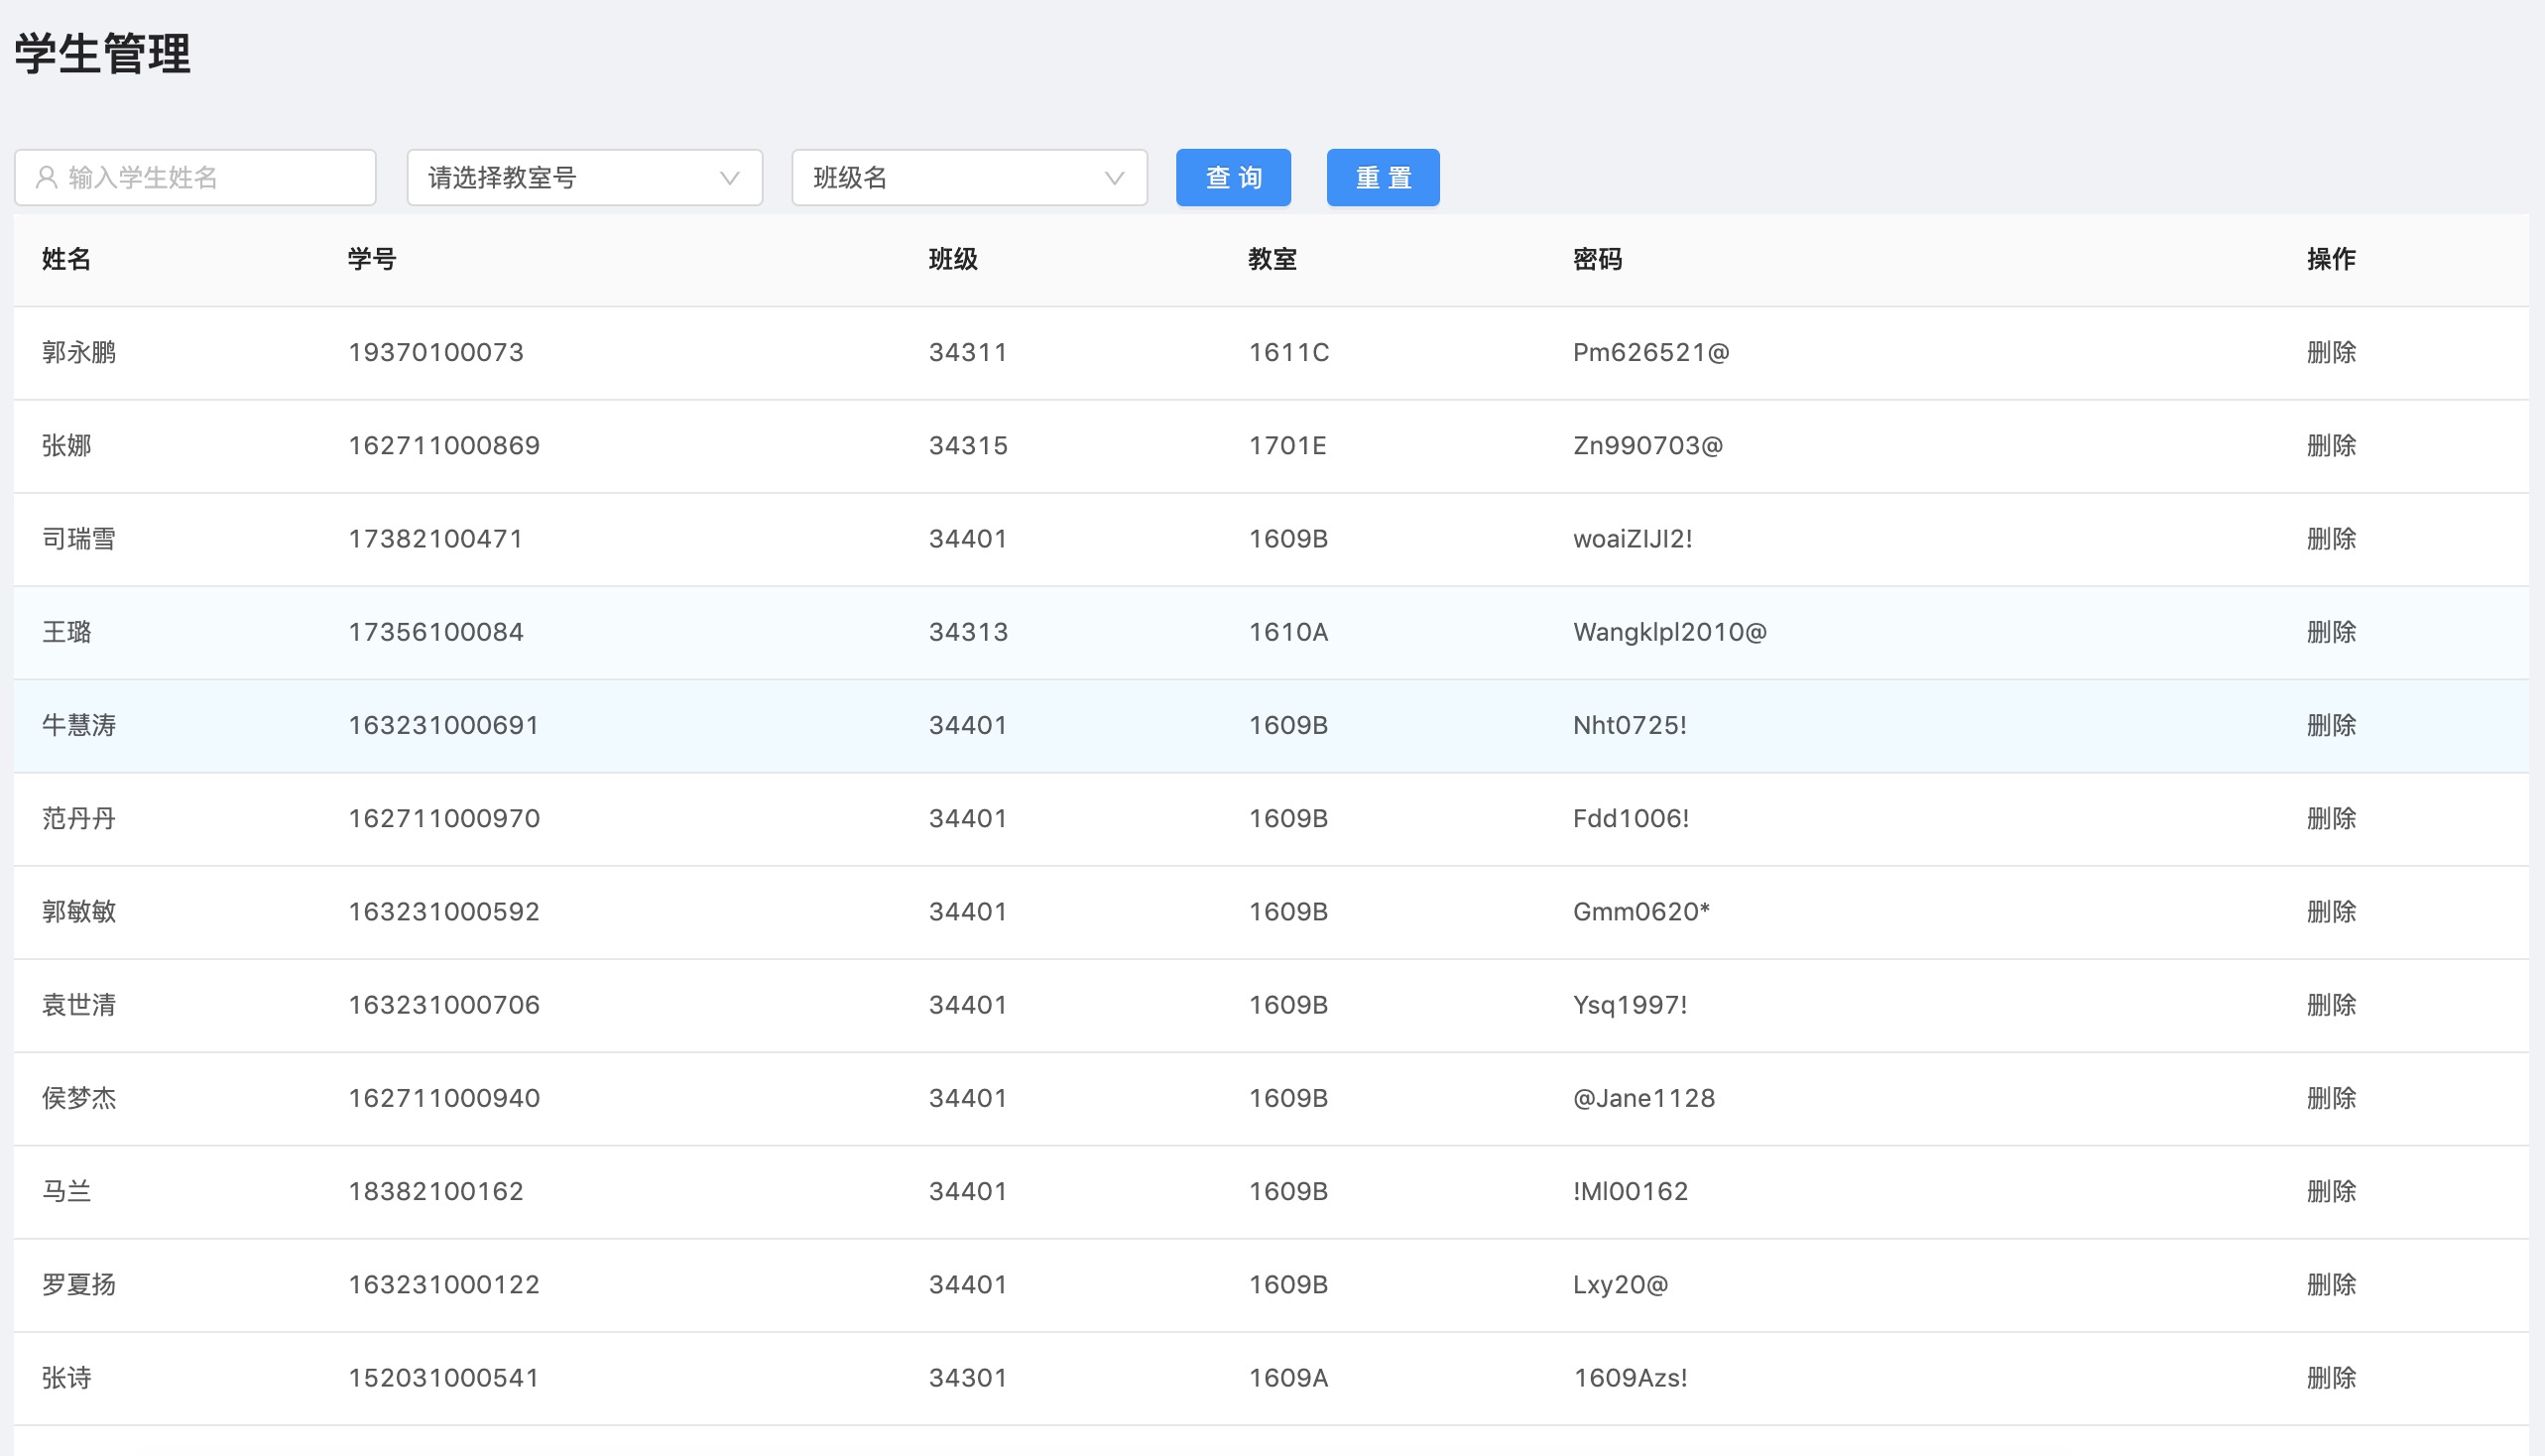 学生管理
输入学生姓名 请选择教室号 班级名 查 询 重 置
姓名 学号 班级 教室 密码 操作
郭永鹏 19370100073 34311 1611C Pm626521@ 删除
张娜 162711000869 34315 1701E Zn990703@ 删除
司瑞雪 17382100471 34401 1609B woaiZIJI2! 删除
王璐 17356100084 34313 1610A Wangklpl2010@ 删除
牛慧涛 163231000691 34401 1609B Nht0725! 删除
范丹丹 162711000970 34401 1609B Fdd1006! 删除
郭敏敏 163231000592 34401 1609B Gmm0620* 删除
袁世清 163231000706 34401 1609B Ysq1997! 删除
侯梦杰 162711000940 34401 1609B @Jane1128 删除
马兰 18382100162 34401 1609B !Ml00162 删除
罗夏扬 163231000122 34401 1609B Lxy20@ 删除
张诗 152031000541 34301 1609A 1609Azs! 删除